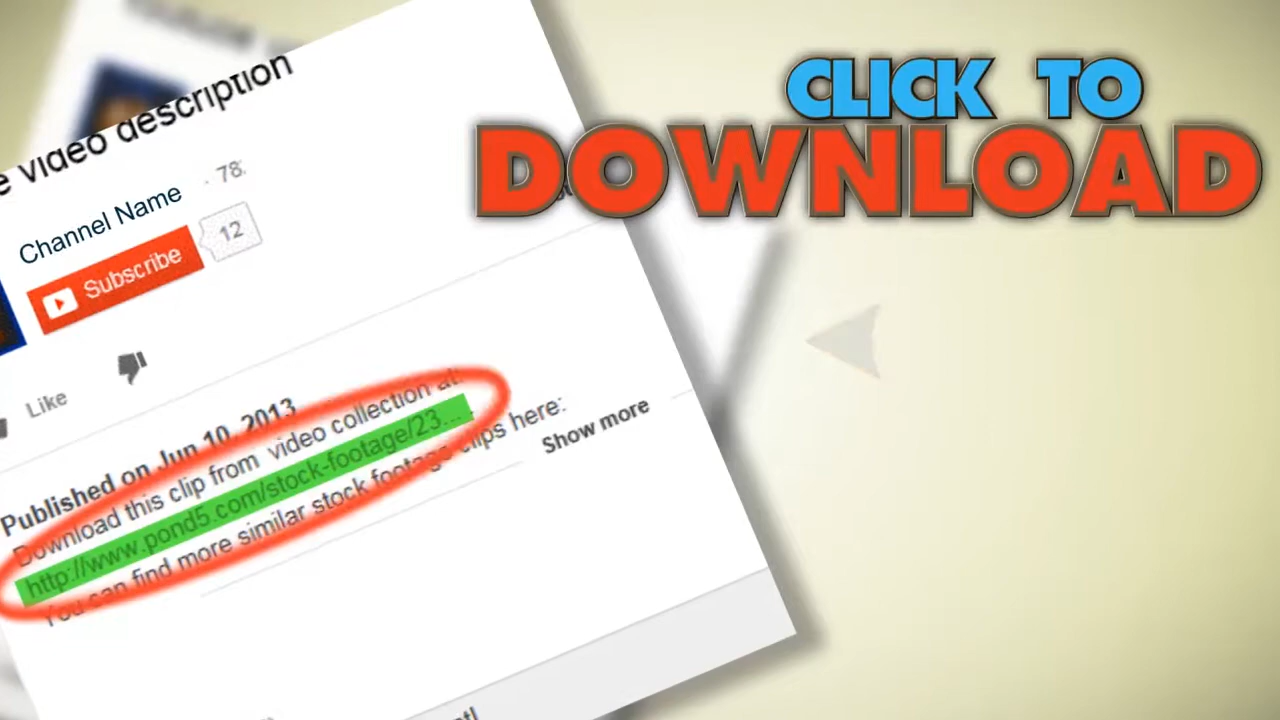 CLICK TO
DOWNLOAD
video description
Channel Name
78
Subscribe
12
Like
Published on Jun 10, 2013
Download this clip from video collection at:
http://www.pond5.com/stock-footage/23...
You can find more similar stock footage clips here:
Show more